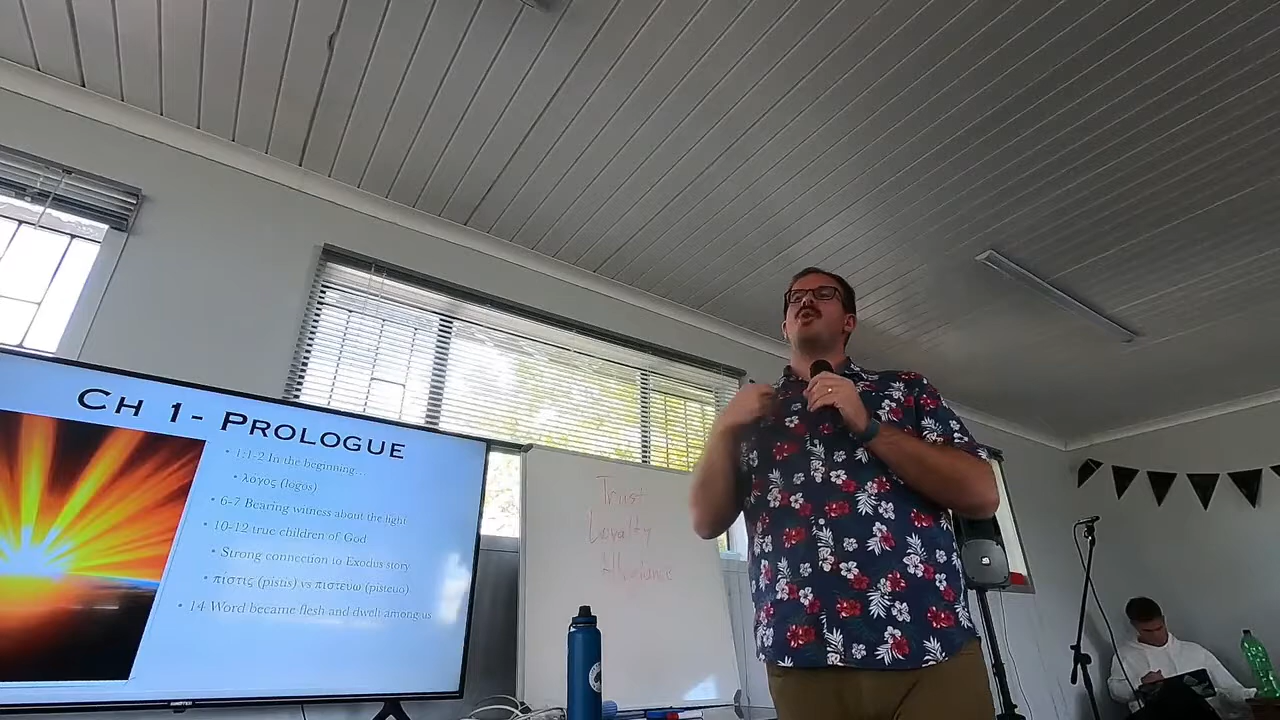 Ch 1- Prologue
1:1-2 In the beginning...
λόγος (logos)
6-7 Bearing witness about the light
10-12 true children of God
Strong connection to Exodus story
πίστις (pistis) vs πιστευω (pisteuo)
14 Word became flesh and dwelt among us
Trust
Loyalty
Allegiance